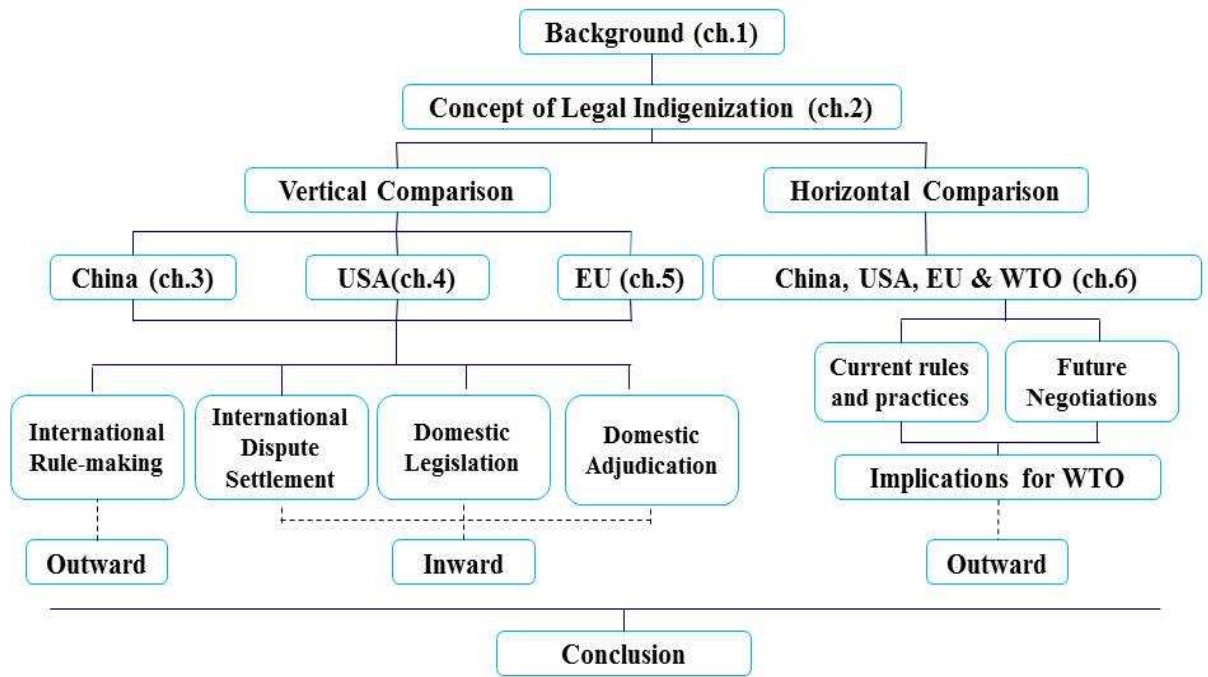 Background (ch.1)
Concept of Legal Indigenization (ch.2)
Vertical Comparison
Horizontal Comparison
China (ch.3)
USA(ch.4)
EU (ch.5)
China, USA, EU & WTO (ch.6)
International
Rule-making
International
Dispute
Settlement
Domestic
Legislation
Domestic
Adjudication
Current rules
and practices
Future
Negotiations
Implications for WTO
Outward
Inward
Outward
Conclusion